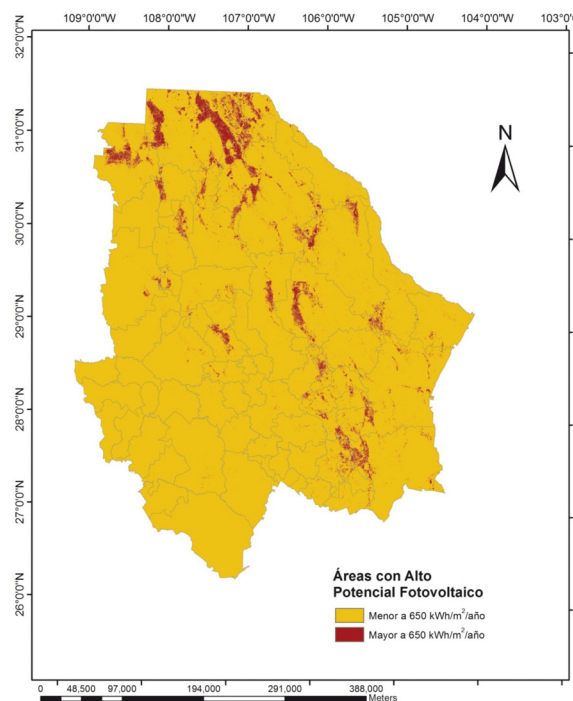 109°0'0"N 108°0'0"W 107°0'0"W 106°0'0"W 105°0'0"W 104°0'0"W 103°0'0"W
32°0'0"N
31°0'0"N
30°0'0"N
29°0'0"N
28°0'0"N
27°0'0"N
26°0'0"N
N
Áreas con Alto
Potencial Fotovoltaico
Menor a 650 kWh/m²/año
Mayor a 650 kWh/m²/año
0 48,500 97,000 194,000 291,000 388,000
Meters